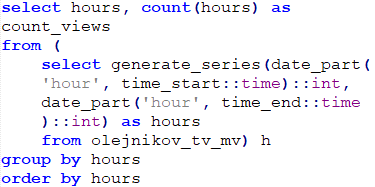 select hours, count(hours) as
count_views
from (
    select generate_series(date_part(
    'hour', time_start::time)::int,
    date_part('hour', time_end::time
    )::int) as hours
    from olejnikov_tv_mv) h
group by hours
order by hours